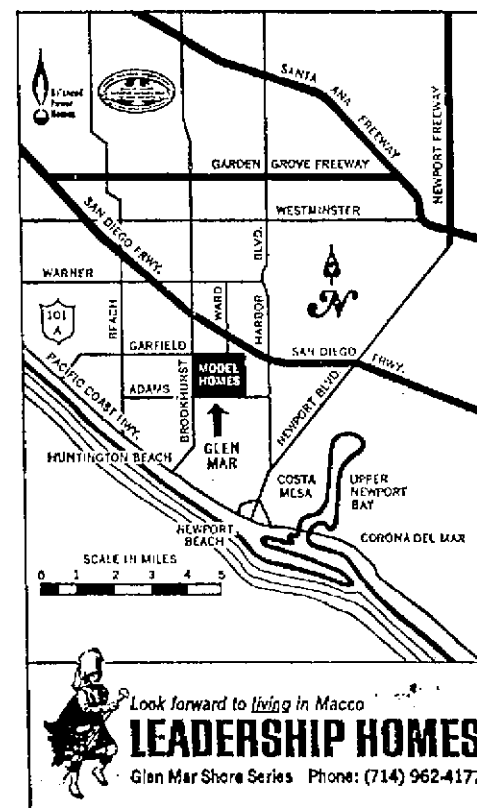 SANTA ANA FREEWAY
NEWPORT FREEWAY
GARDEN GROVE FREEWAY
WESTMINSTER
SAN DIEGO FRWY.
BLVD.
WARNER
N
101
A
BEACH
WARD
HARBOR
GARFIELD
SAN DIEGO FRWY.
MODEL
HOMES
ADAMS
BROOKHURST
NEWPORT BLVD.
PACIFIC COAST HWY.
GLEN
MAR
HUNTINGTON BEACH
COSTA
MESA
UPPER
NEWPORT
BAY
NEWPORT
BEACH
CORONA DEL MAR
SCALE IN MILES
0 1 2 3 4 5
Look forward to living in Macco
LEADERSHIP HOMES
Glen Mar Shore Series Phone: (714) 962-4177